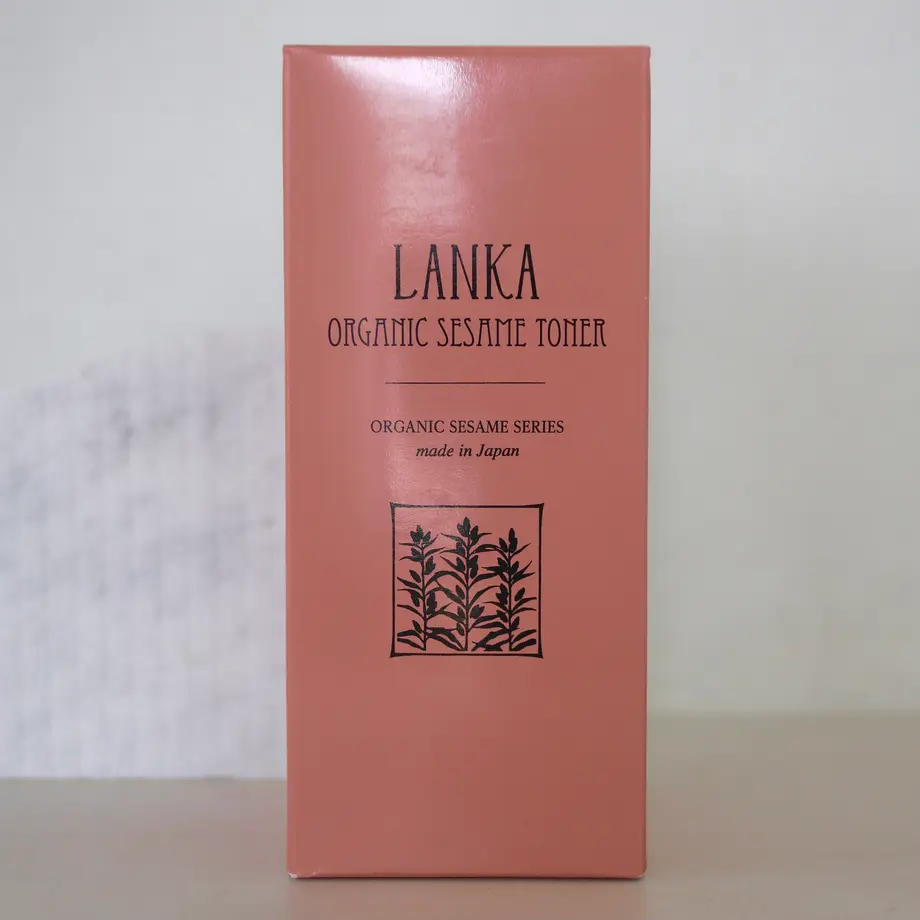 LANKA
ORGANIC SESAME TONER
ORGANIC SESAME SERIES
made in Japan